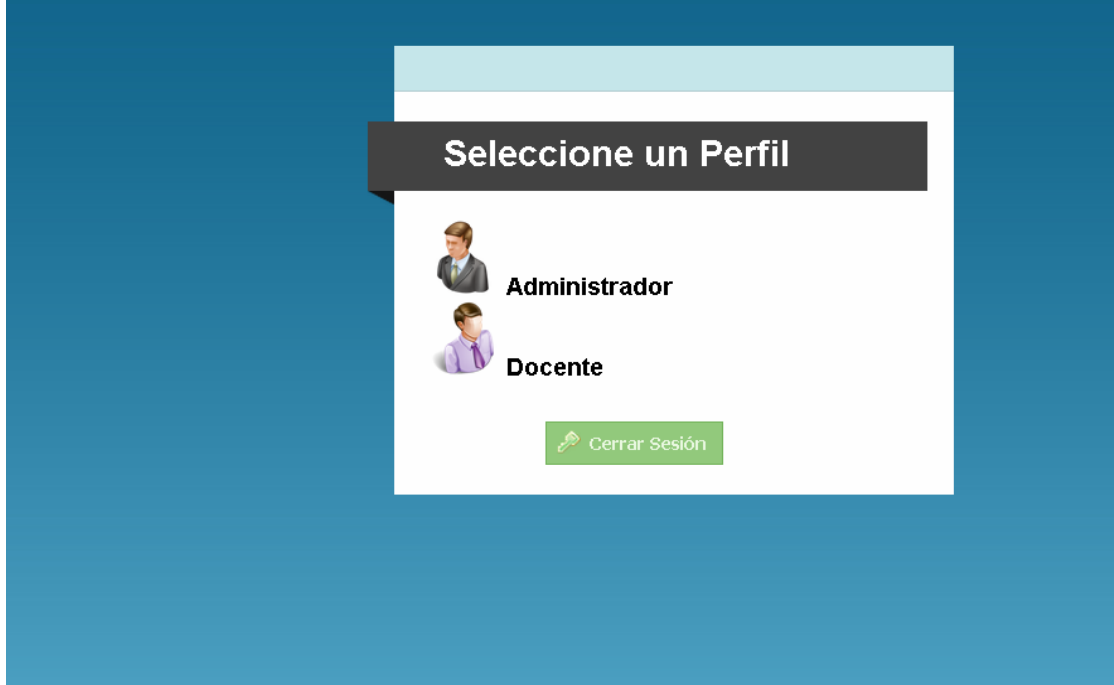 Seleccione un Perfil
Administrador
Docente
Cerrar Sesión